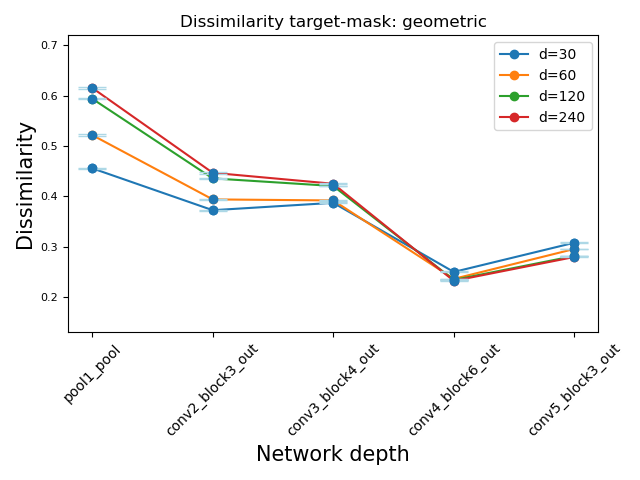 Dissimilarity target-mask: geometric
d=30
d=60
d=120
d=240
0.7
0.6
0.5
0.4
0.3
0.2
Dissimilarity
pool1_pool
conv2_block3_out
conv3_block4_out
conv4_block6_out
conv5_block3_out
Network depth